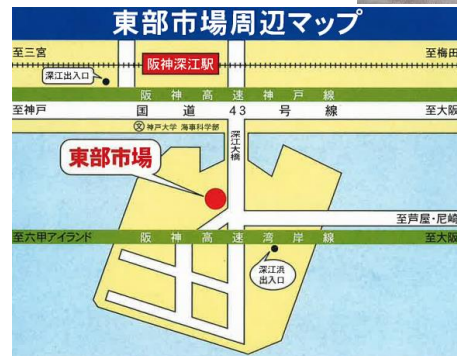 東部市場周辺マップ
至三宮
阪神深江駅
至梅田
深江出入口
阪神高速神戸線
至神戸
国道43号線
至大阪
文 神戸大学 海事科学部
深江大橋
東部市場
至芦屋・尼崎
至六甲アイランド
阪神高速湾岸線
至大阪
深江浜
出入口